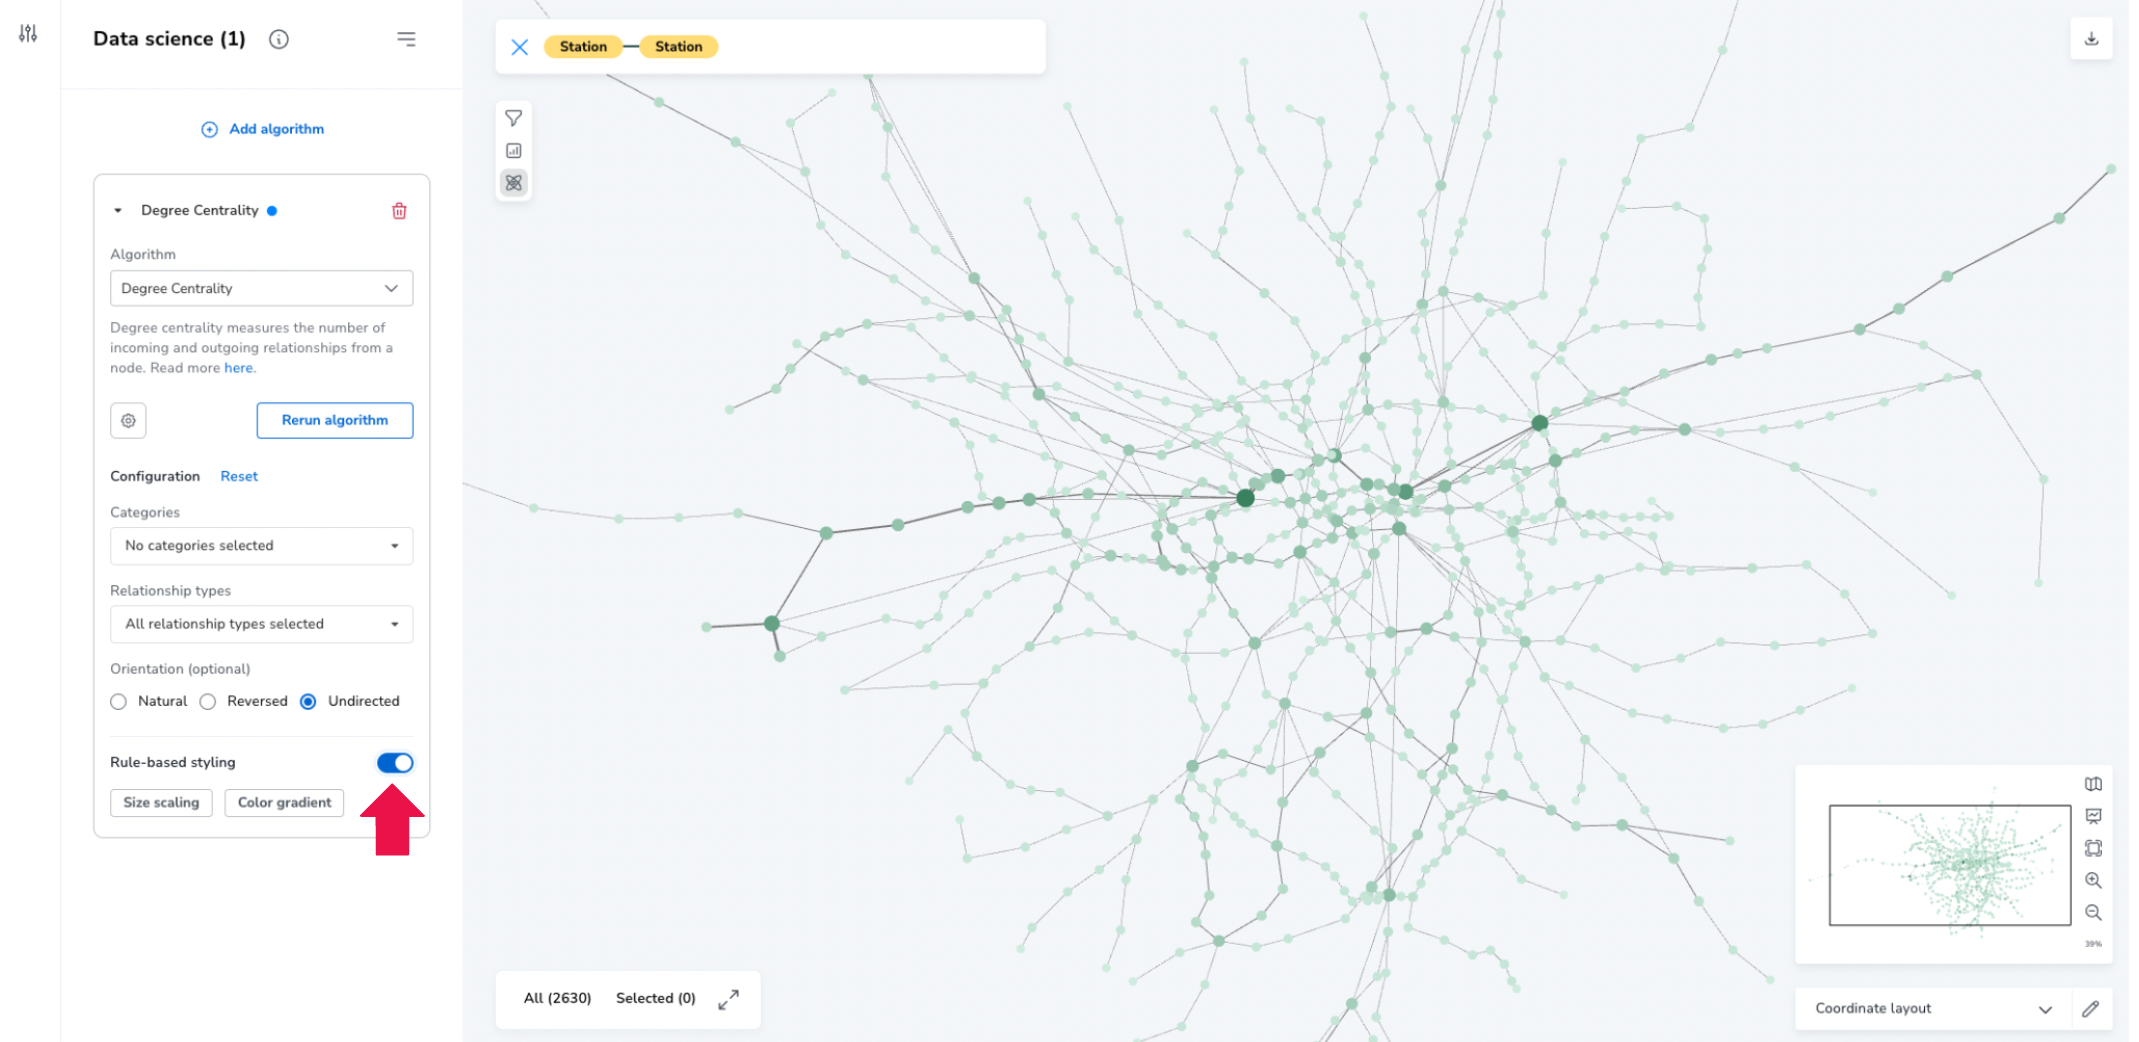 Data science (1)
Station
Station
Add algorithm
Degree Centrality
Algorithm
Degree Centrality
Degree centrality measures the number of
incoming and outgoing relationships from a
node. Read more here.
Rerun algorithm
Configuration Reset
Categories
No categories selected
Relationship types
All relationship types selected
Orientation (optional)
Natural Reversed Undirected
Rule-based styling
Size scaling Color gradient
39%
All (2630) Selected (0)
Coordinate layout